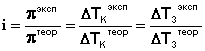 i = π^эксп / π^теор = ΔT_К^эксп / ΔT_К^теор = ΔT_З^эксп / ΔT_З^теор